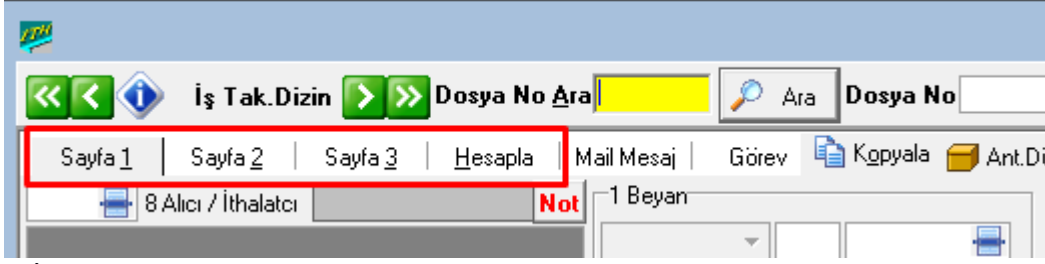 İş Tak.Dizin Dosya No Ara Ara Dosya No
Sayfa 1 Sayfa 2 Sayfa 3 Hesapla Mail Mesaj Görev Kopyala Ant.Dü
8 Alıcı / İthalatcı Not 1 Beyan